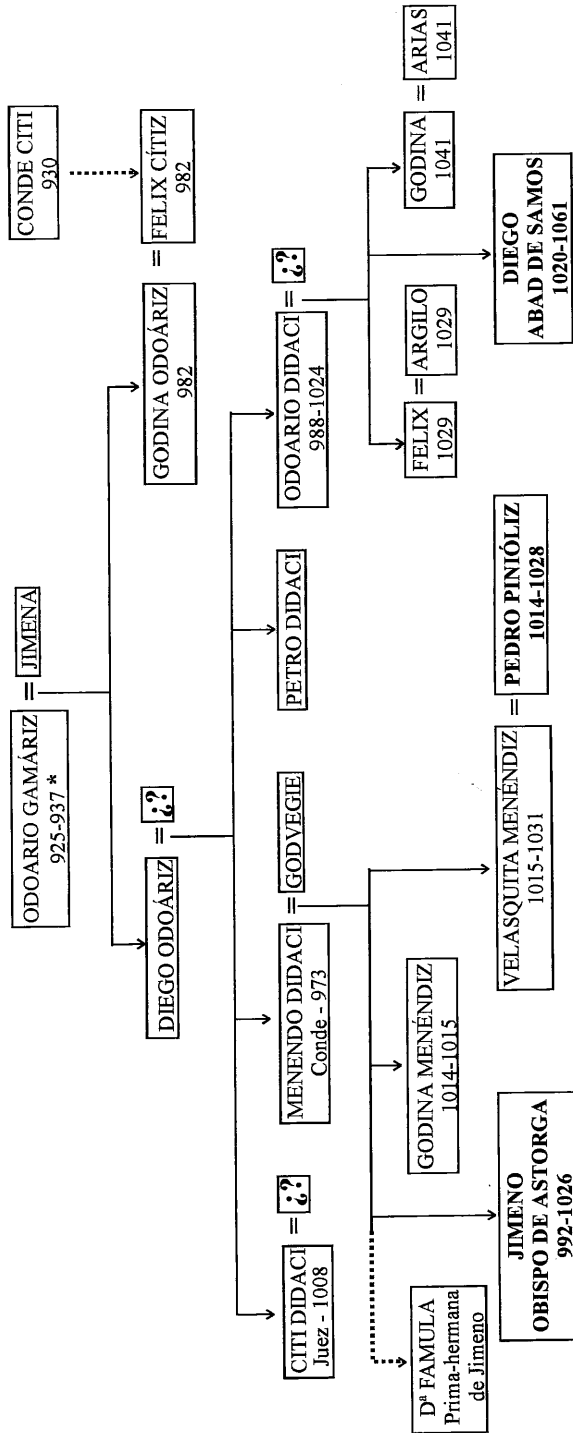 CONDE CITI
930
ODOARIO GAMÁRIZ
925-937 *
= JIMENA
DIEGO ODOÁRIZ
= ¿?
GODINA ODOÁRIZ
982
= FELIX CÍTIZ
982
CITI DIDACI
Juez - 1008
= ¿?
MENENDO DIDACI
Conde - 973
= GODVEGIE
PETRO DIDACI
ODOARIO DIDACI
988-1024
= ¿?
Dª FAMULA
Prima-hermana
de Jimeno
GODINA MENÉNDIZ
1014-1015
FELIX
1029
= ARGILO
1029
GODINA
1041
= ARIAS
1041
JIMENO
OBISPO DE ASTORGA
992-1026
VELASQUITA MENÉNDIZ
1015-1031
= PEDRO PINIÓLIZ
1014-1028
DIEGO
ABAD DE SAMOS
1020-1061